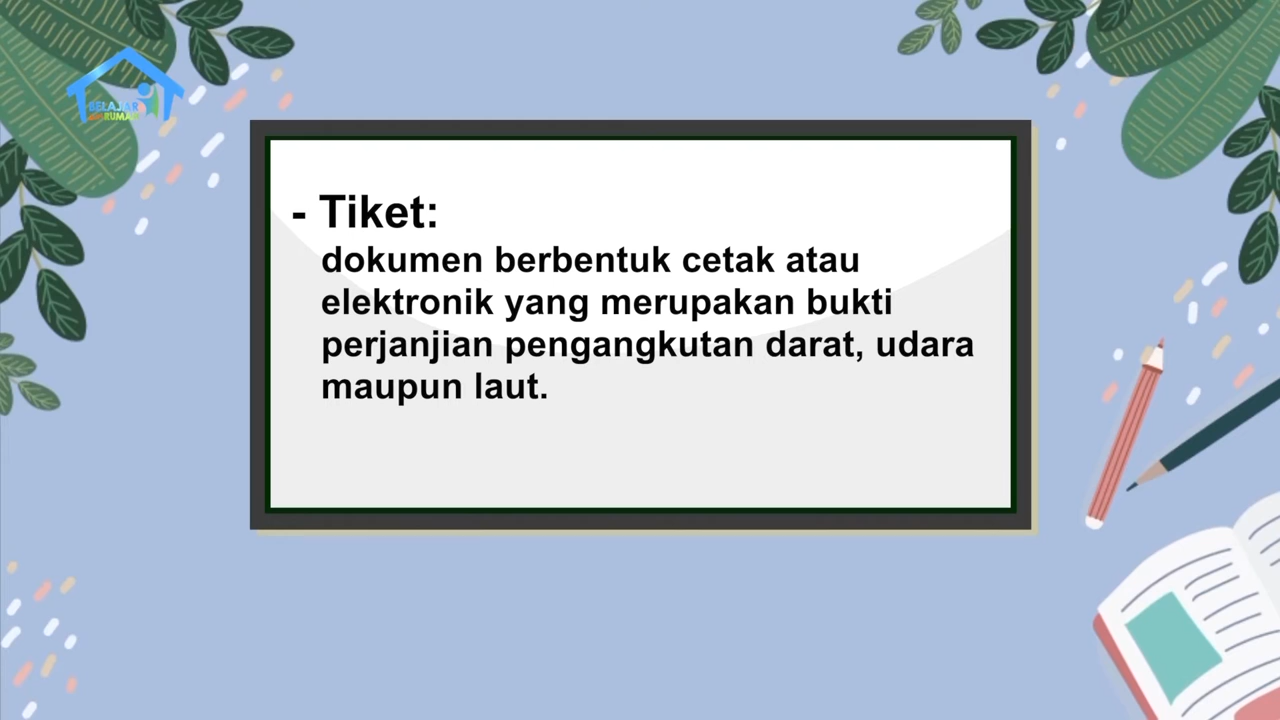 BELAJAR
RUMAH
- Tiket:
dokumen berbentuk cetak atau
elektronik yang merupakan bukti
perjanjian pengangkutan darat, udara
maupun laut.